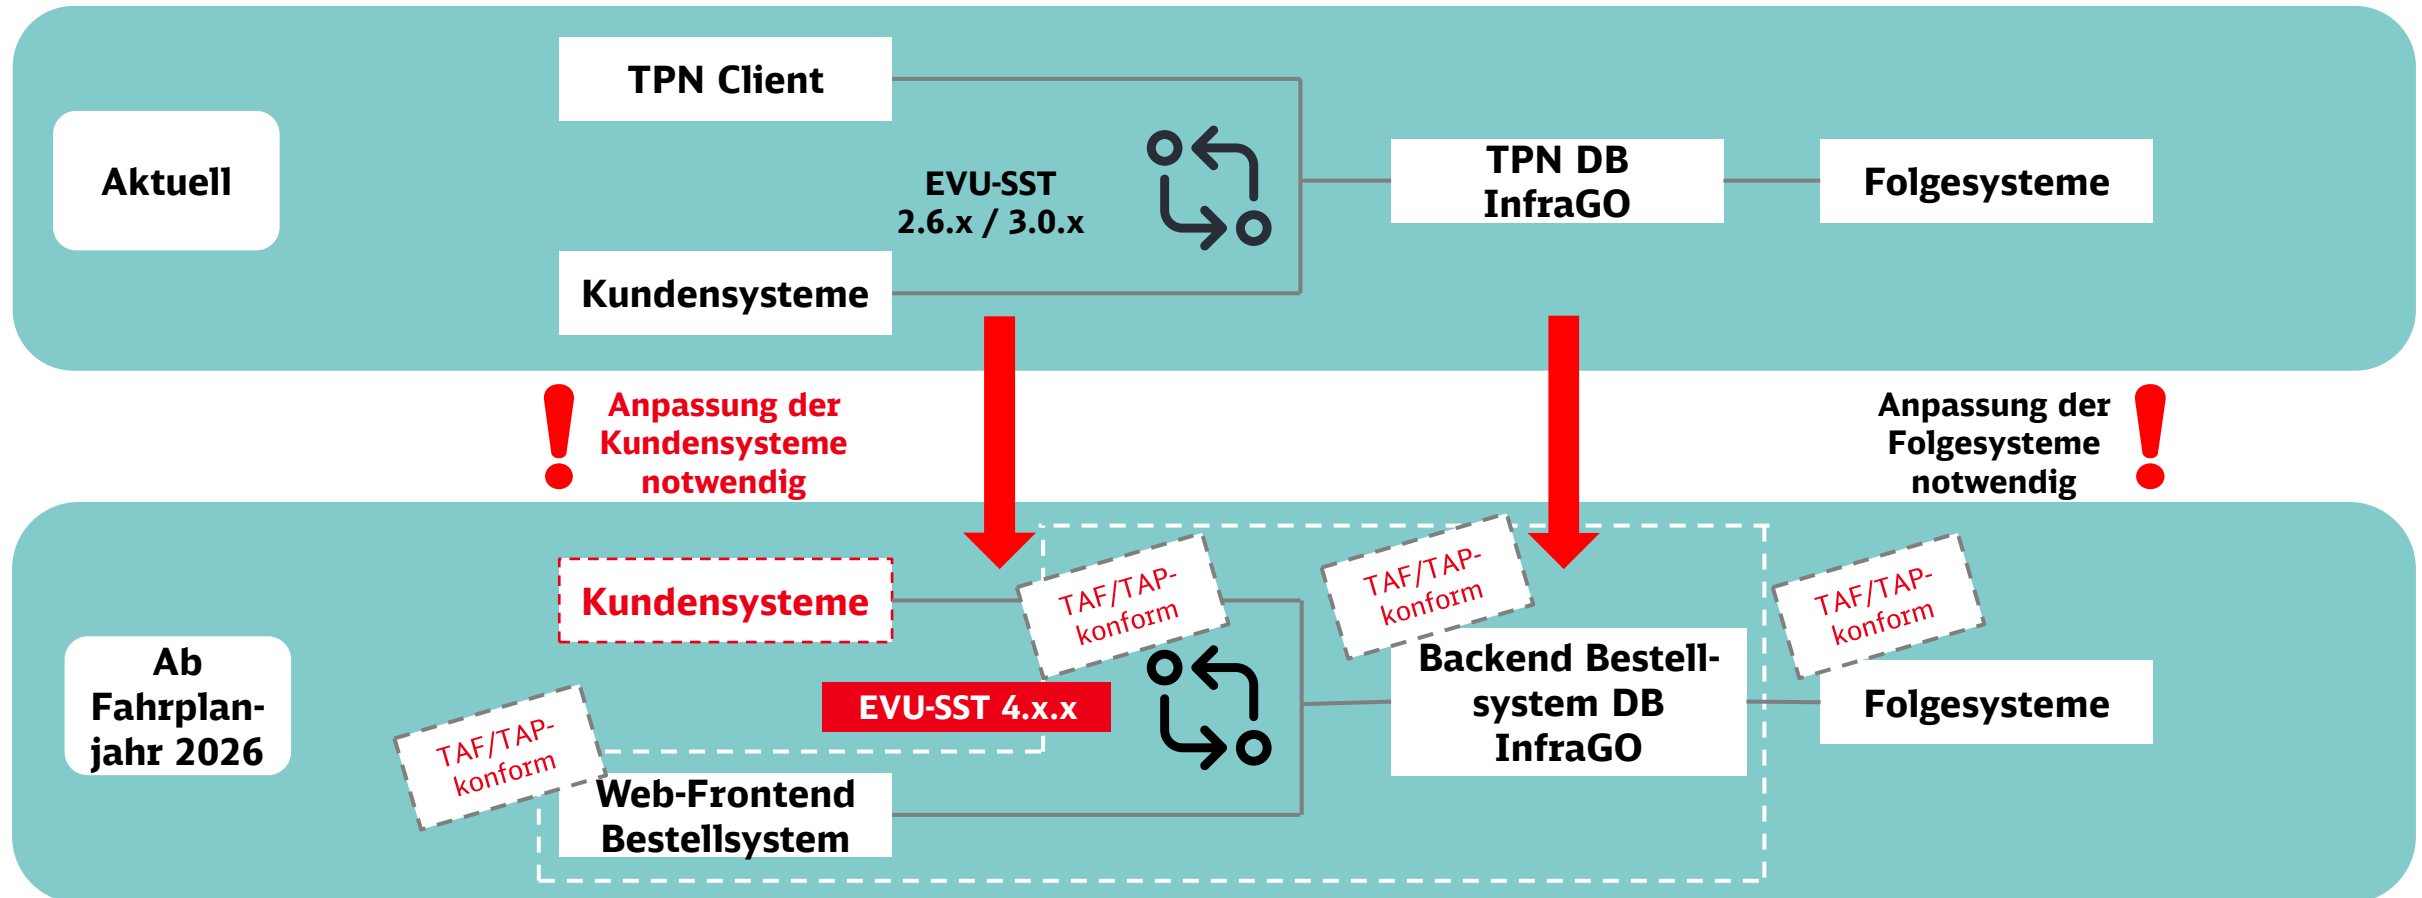 TPN Client
Aktuell
EVU-SST
2.6.x / 3.0.x
TPN DB
InfraGO
Folgesysteme
Kundensysteme
Anpassung der
Kundensysteme
notwendig
Anpassung der
Folgesysteme
notwendig
Kundensysteme
TAF/TAP-
konform
TAF/TAP-
konform
TAF/TAP-
konform
Ab
Fahrplan-
jahr 2026
EVU-SST 4.x.x
Backend Bestell-
system DB
InfraGO
Folgesysteme
TAF/TAP-
konform
Web-Frontend
Bestellsystem